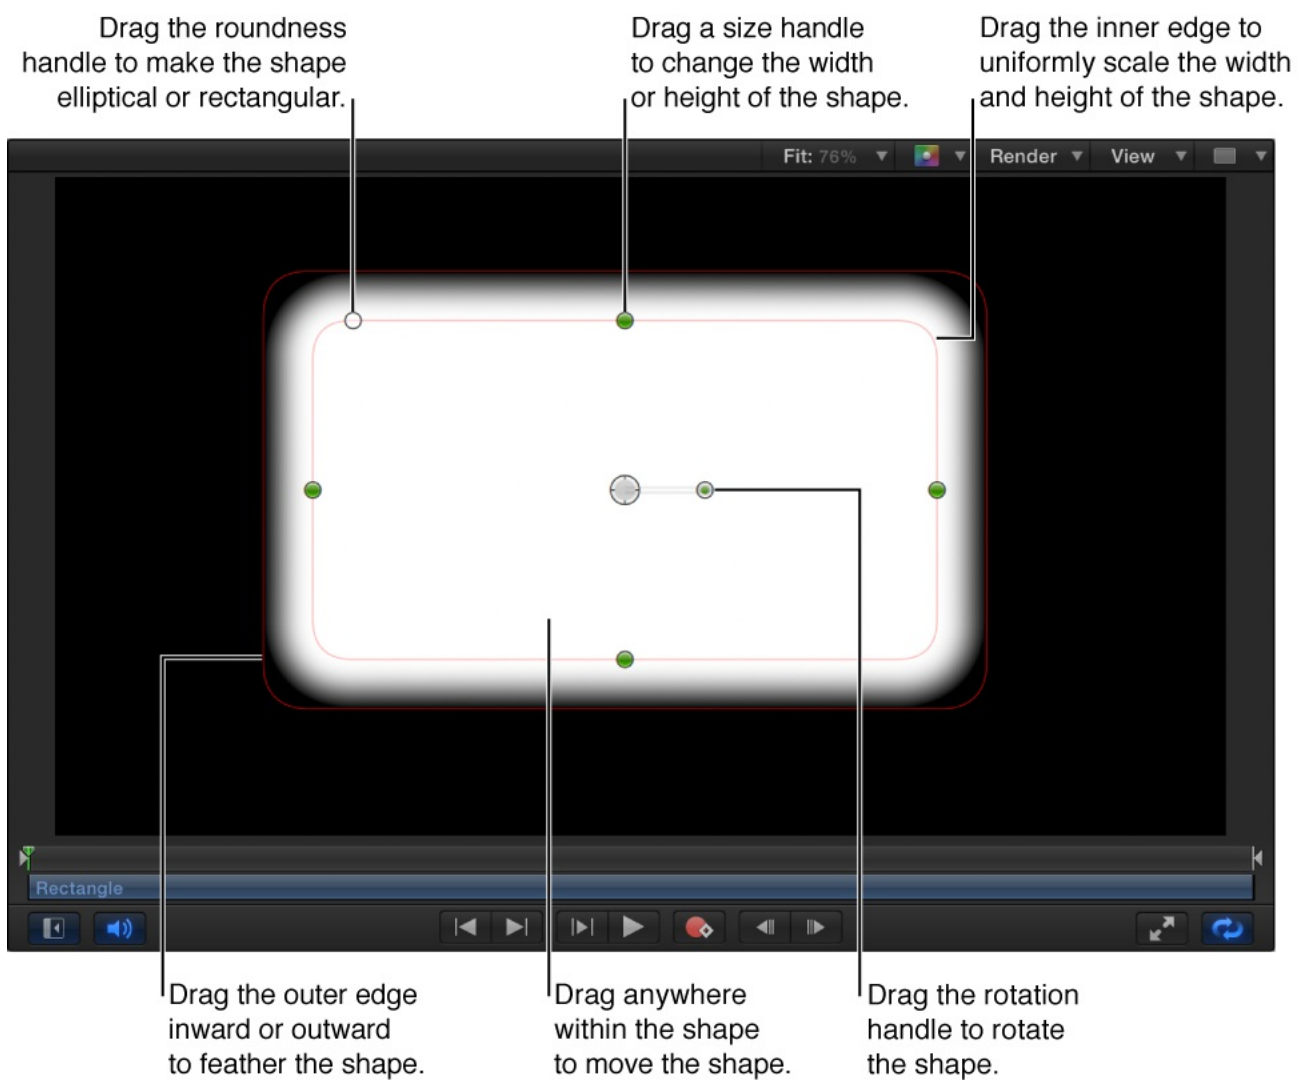 Drag the roundness
handle to make the shape
elliptical or rectangular.
Drag a size handle
to change the width
or height of the shape.
Drag the inner edge to
uniformly scale the width
and height of the shape.
Fit: 76%
Render
View
Rectangle
Drag the outer edge
inward or outward
to feather the shape.
Drag anywhere
within the shape
to move the shape.
Drag the rotation
handle to rotate
the shape.